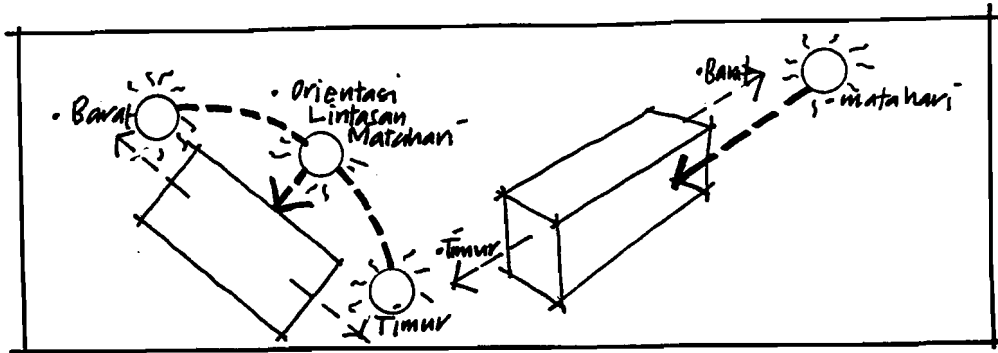 • Barat
• Orientasi
Lintasan
Matahari
Timur
• Barat
• matahari
• Timur